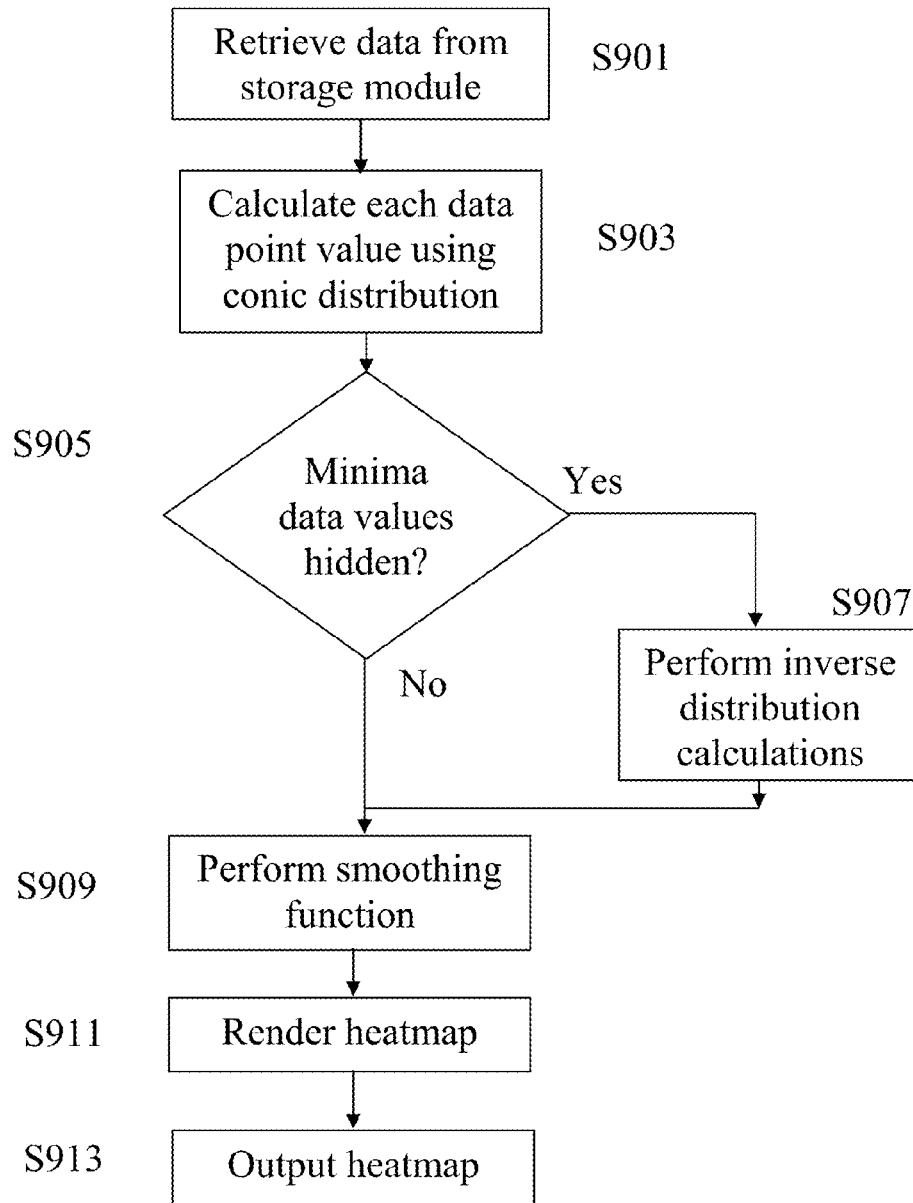 Retrieve data from
storage module
S901
Calculate each data
point value using
conic distribution
S903
S905
Minima
data values
hidden?
Yes
No
S907
Perform inverse
distribution
calculations
S909
Perform smoothing
function
S911
Render heatmap
S913
Output heatmap